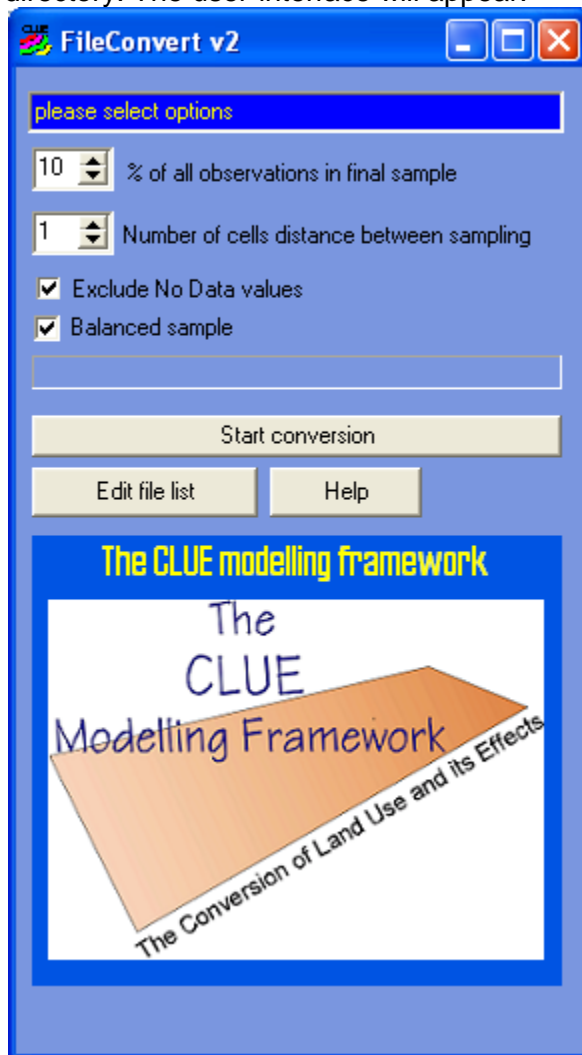 directory. The user-interface will appear.
CLUE
FileConvert v2
please select options
10 % of all observations in final sample
1 Number of cells distance between sampling
Exclude No Data values
Balanced sample
Start conversion
Edit file list Help
The CLUE modelling framework
The
CLUE
Modelling Framework
The Conversion of Land Use and its Effects